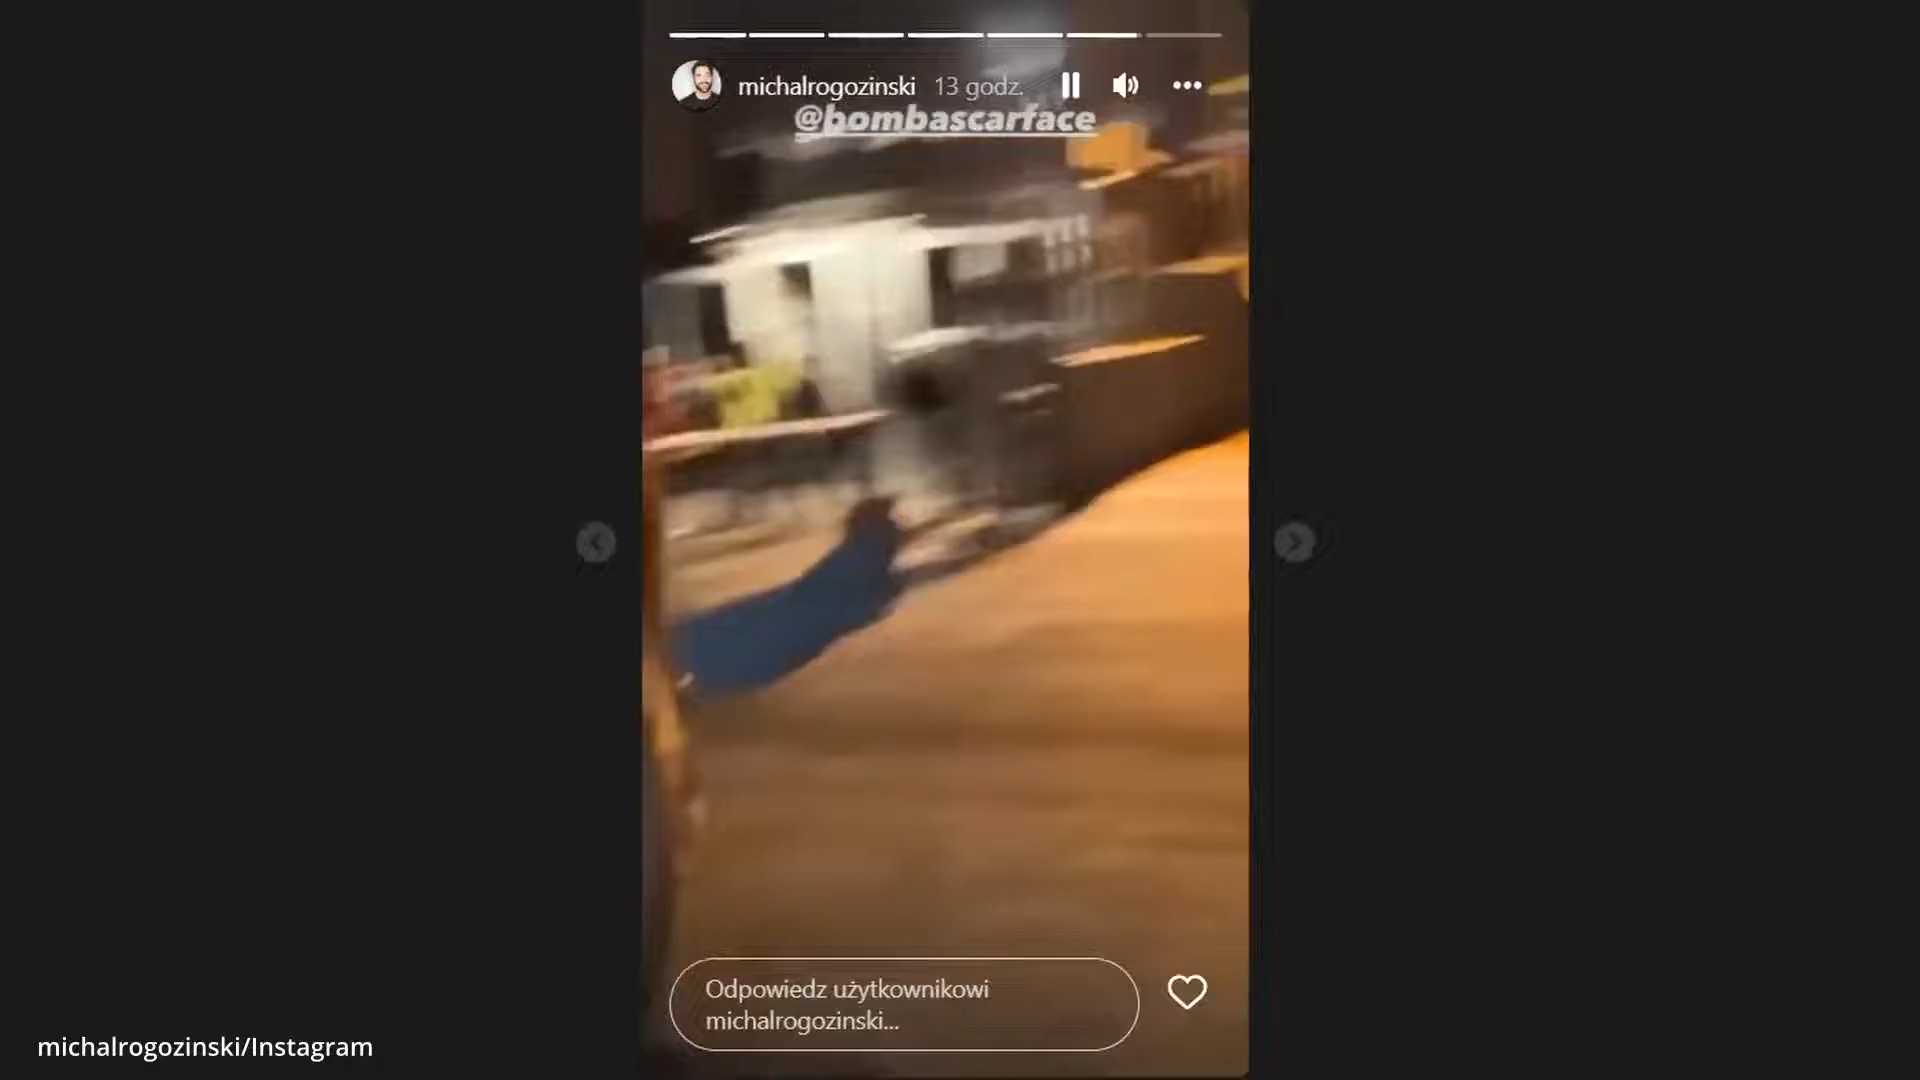 michalrogozinski 13 godz.
@bombascarface
Odpowiedz użytkownikowi
michalrogozinski...
michalrogozinski/Instagram